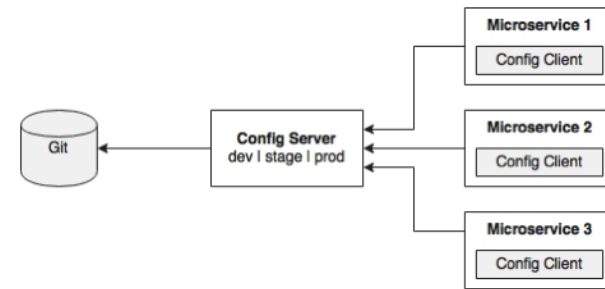 Microservice 1
Config Client
Git
Config Server
dev | stage | prod
Microservice 2
Config Client
Microservice 3
Config Client